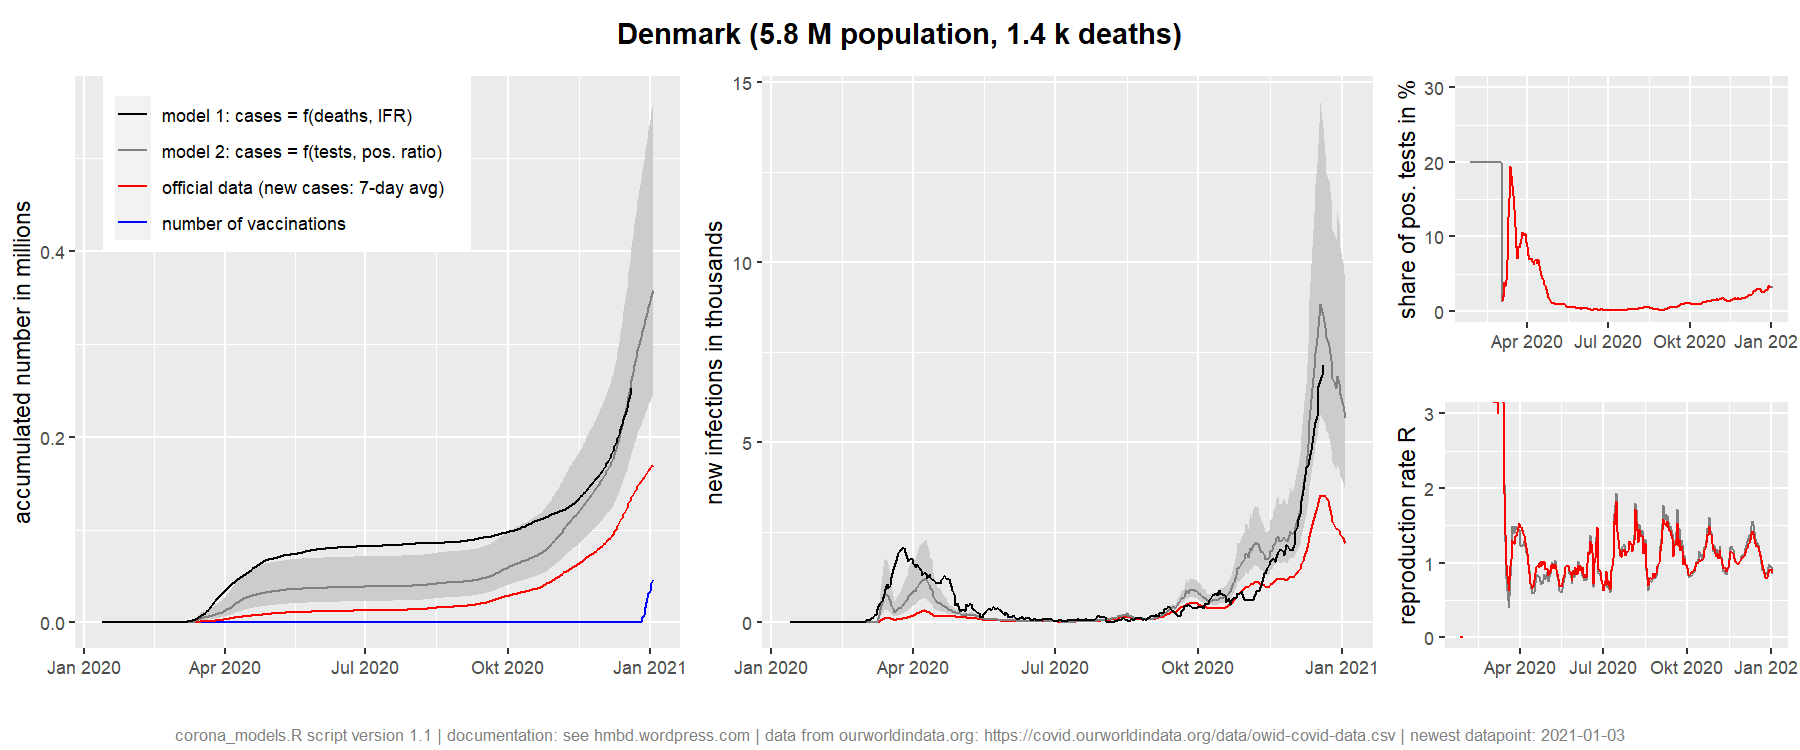 Denmark (5.8 M population, 1.4 k deaths)
accumulated number in millions
0.4
0.2
0.0
model 1: cases = f(deaths, IFR)
model 2: cases = f(tests, pos. ratio)
official data (new cases: 7-day avg)
number of vaccinations
Jan 2020 Apr 2020 Jul 2020 Okt 2020 Jan 2021
new infections in thousands
15
10
5
0
Jan 2020 Apr 2020 Jul 2020 Okt 2020 Jan 2021
share of pos. tests in %
30
20
10
0
Apr 2020 Jul 2020 Okt 2020 Jan 202
reproduction rate R
3
2
1
0
Apr 2020 Jul 2020 Okt 2020 Jan 202
corona_models.R script version 1.1 | documentation: see hmbd.wordpress.com | data from ourworldindata.org: https://covid.ourworldindata.org/data/owid-covid-data.csv | newest datapoint: 2021-01-03